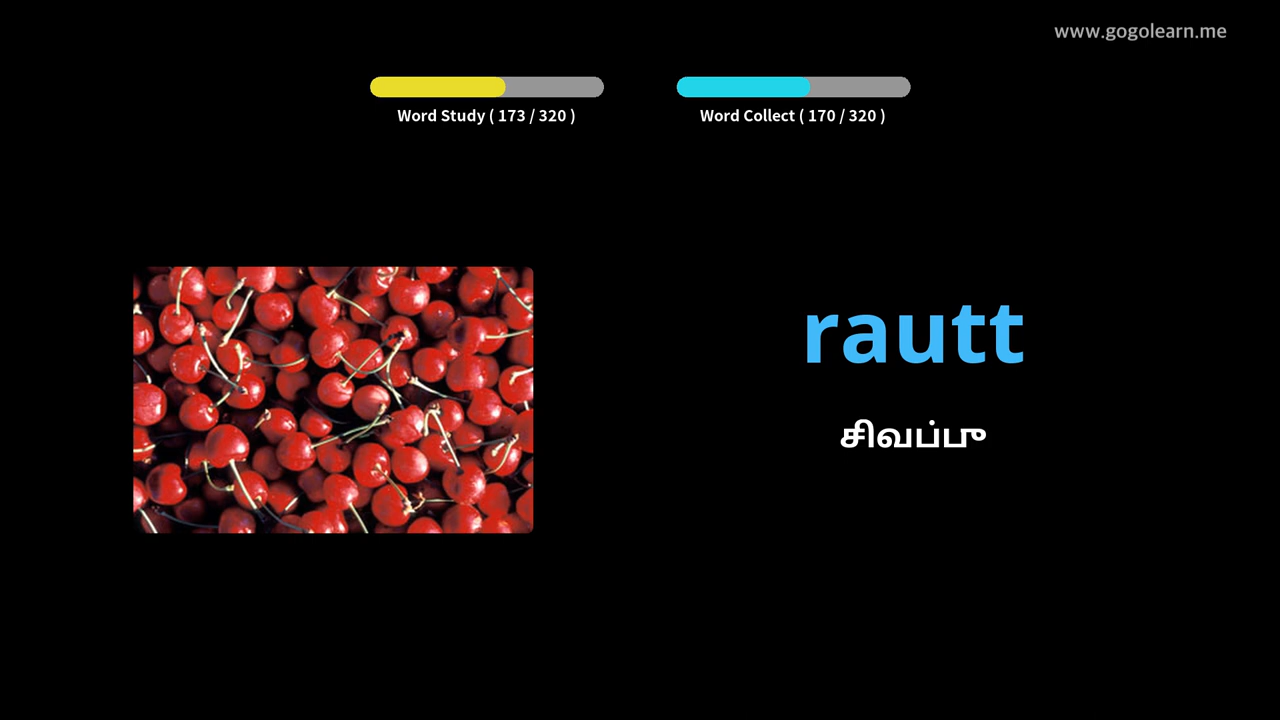 www.gogolearn.me
Word Study ( 173 / 320 )
Word Collect ( 170 / 320 )
rautt
சிவப்பு